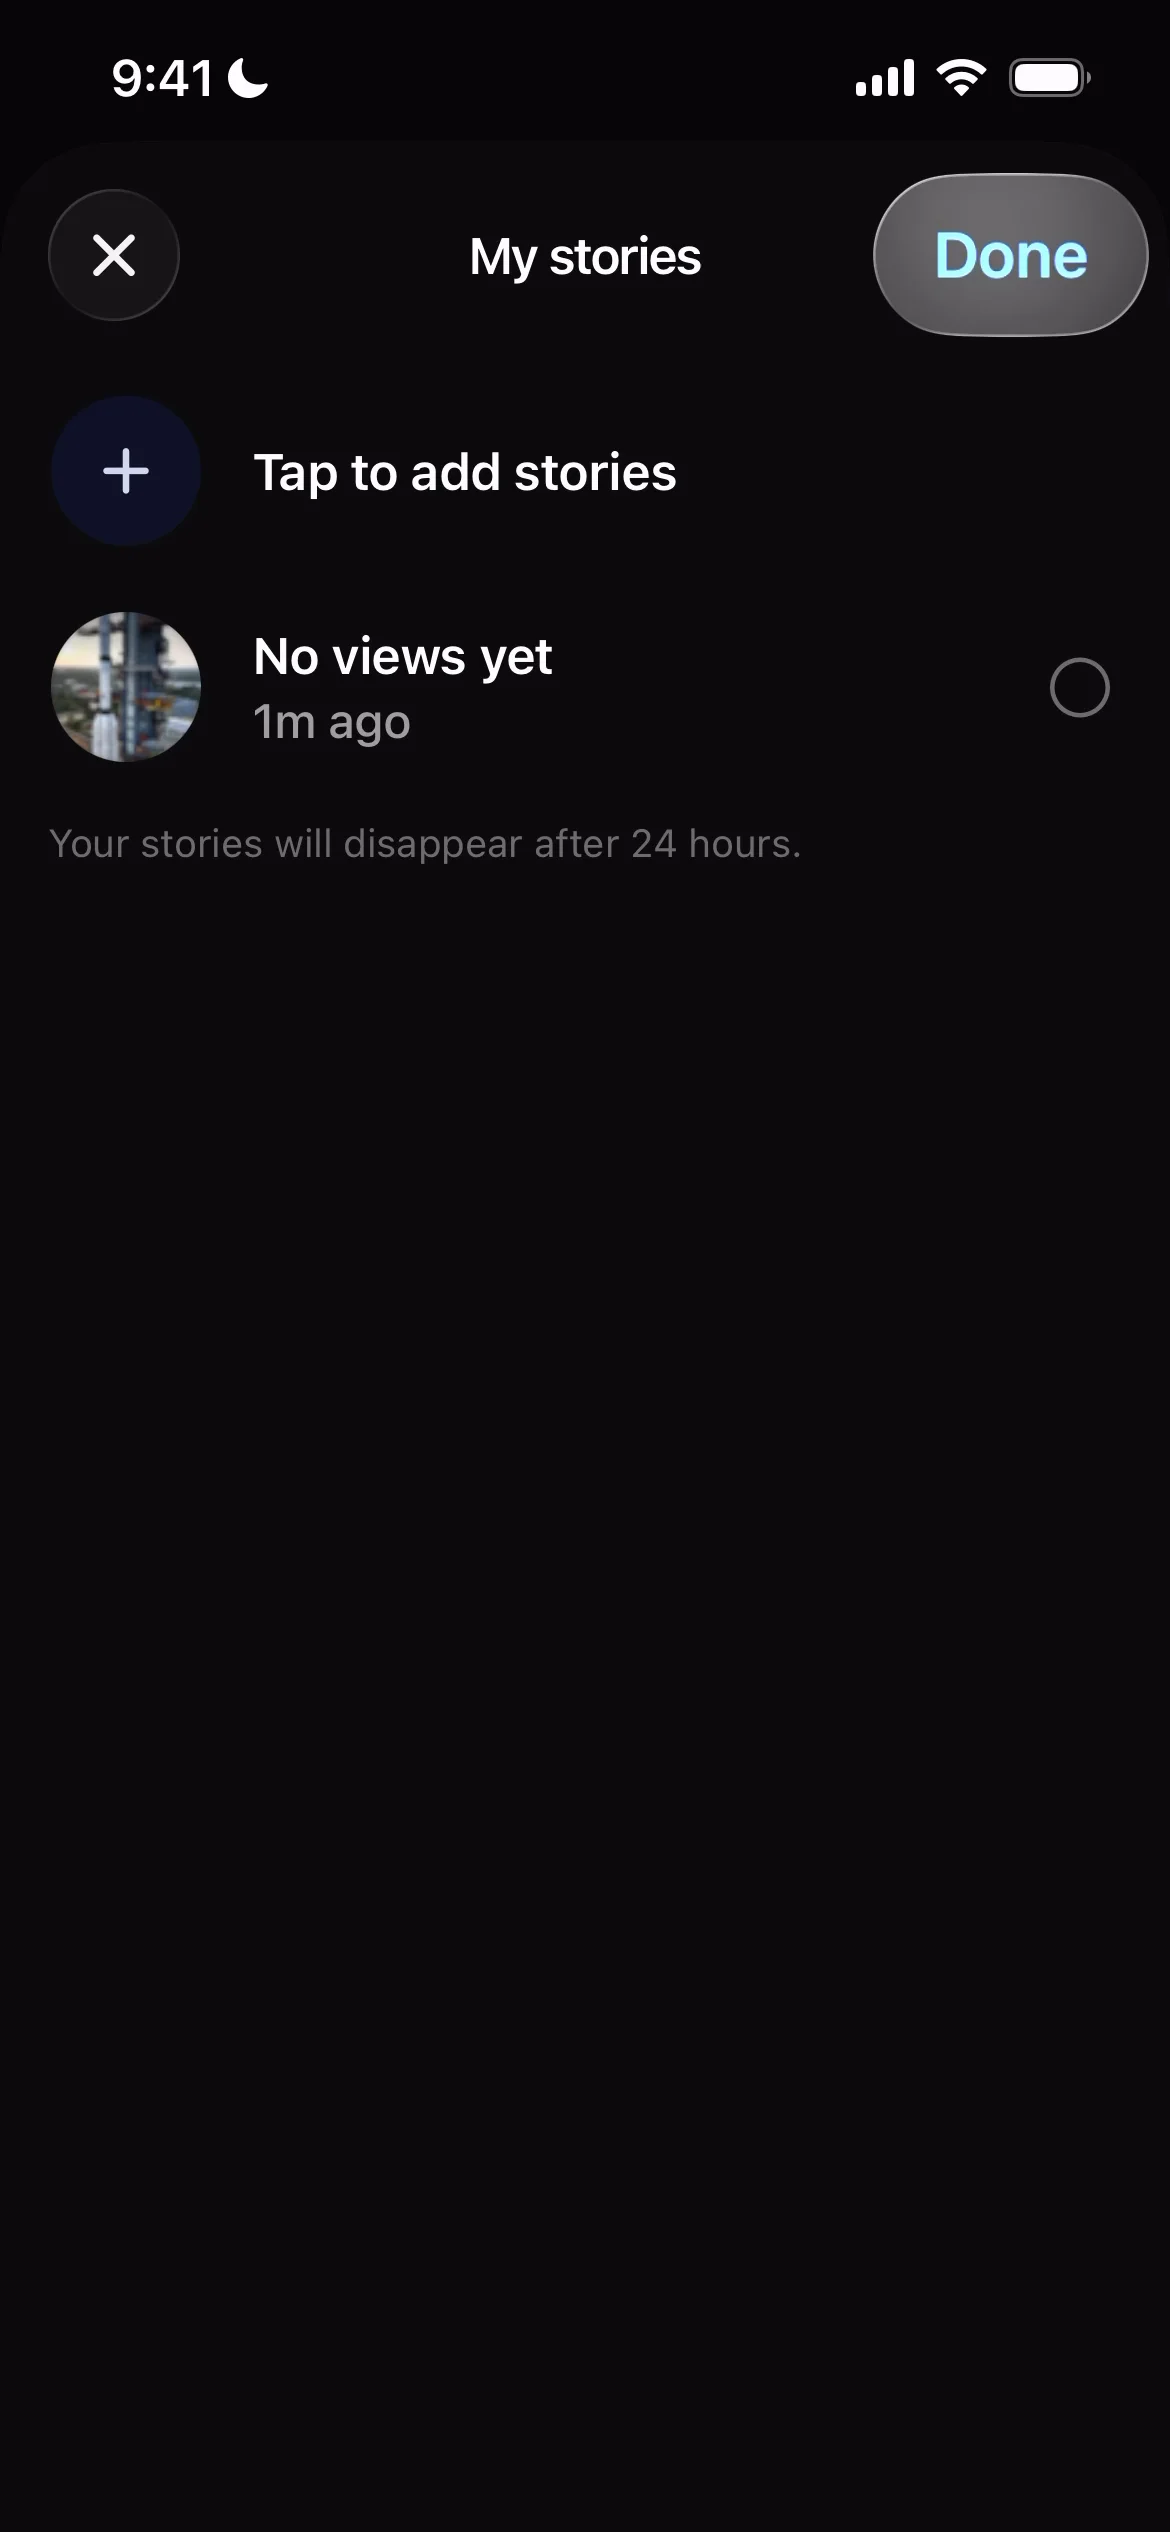 9:41
My stories
Done
Tap to add stories
No views yet
1m ago
Your stories will disappear after 24 hours.